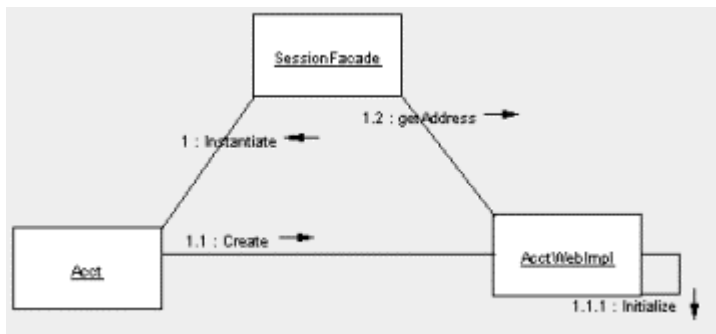 SessionFacade
1.2 : getAddress
1 : Instantiate
1.1 : Create
Acct
AcctWebImpl
1.1.1 : Initialize